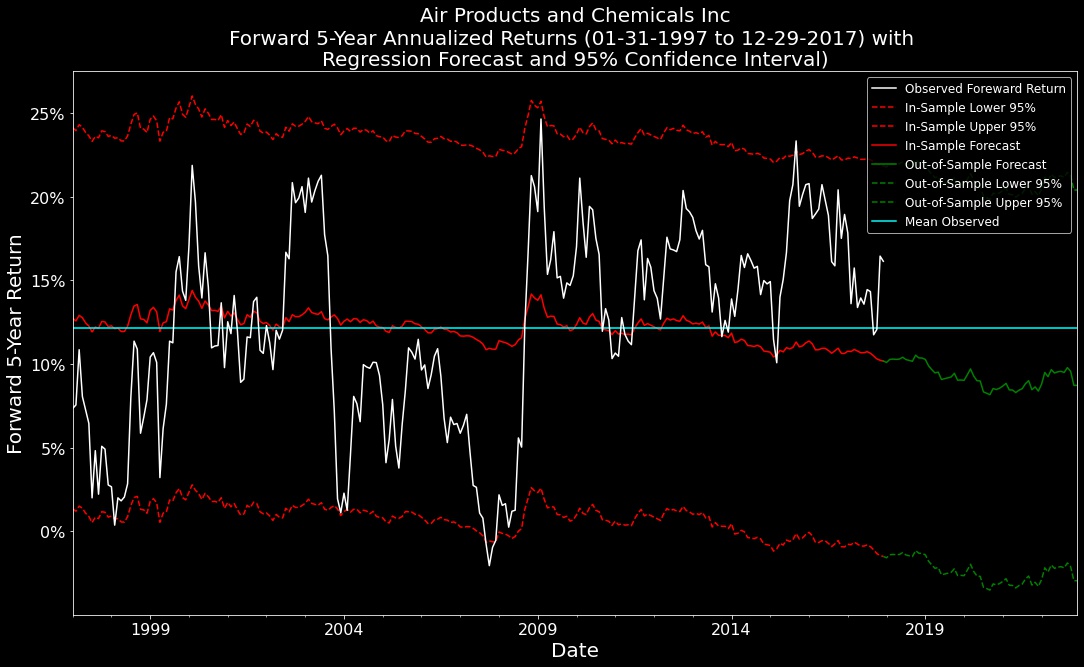 Air Products and Chemicals Inc
Forward 5-Year Annualized Returns (01-31-1997 to 12-29-2017) with
Regression Forecast and 95% Confidence Interval)
Observed Foreward Return
In-Sample Lower 95%
In-Sample Upper 95%
In-Sample Forecast
Out-of-Sample Forecast
Out-of-Sample Lower 95%
Out-of-Sample Upper 95%
Mean Observed
Forward 5-Year Return
25%
20%
15%
10%
5%
0%
1999
2004
2009
2014
2019
Date